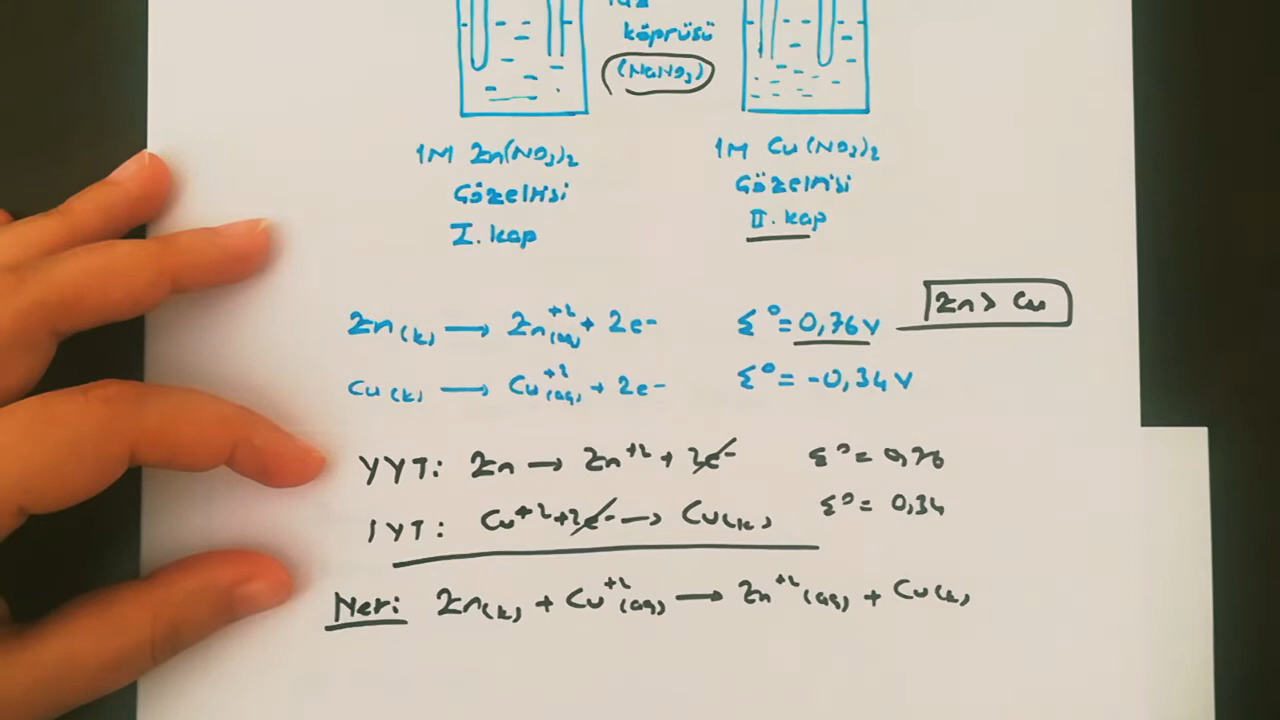 köprüsü
(NaNO₃)
1M Zn(NO₃)₂
çözeltisi
I. kap
1M Cu(NO₃)₂
çözeltisi
II. kap
Zn(k) → Zn⁺²(aq) + 2e⁻ Ɛ° = 0,76V Zn > Cu
Cu(k) → Cu⁺²(aq) + 2e⁻ Ɛ° = -0,34V
YYT: Zn → Zn⁺² + 2e⁻ Ɛ° = 0,76
İYT: Cu⁺² + 2e⁻ → Cu(k) Ɛ° = 0,34
Net: Zn(k) + Cu⁺²(aq) → Zn⁺²(aq) + Cu(k)